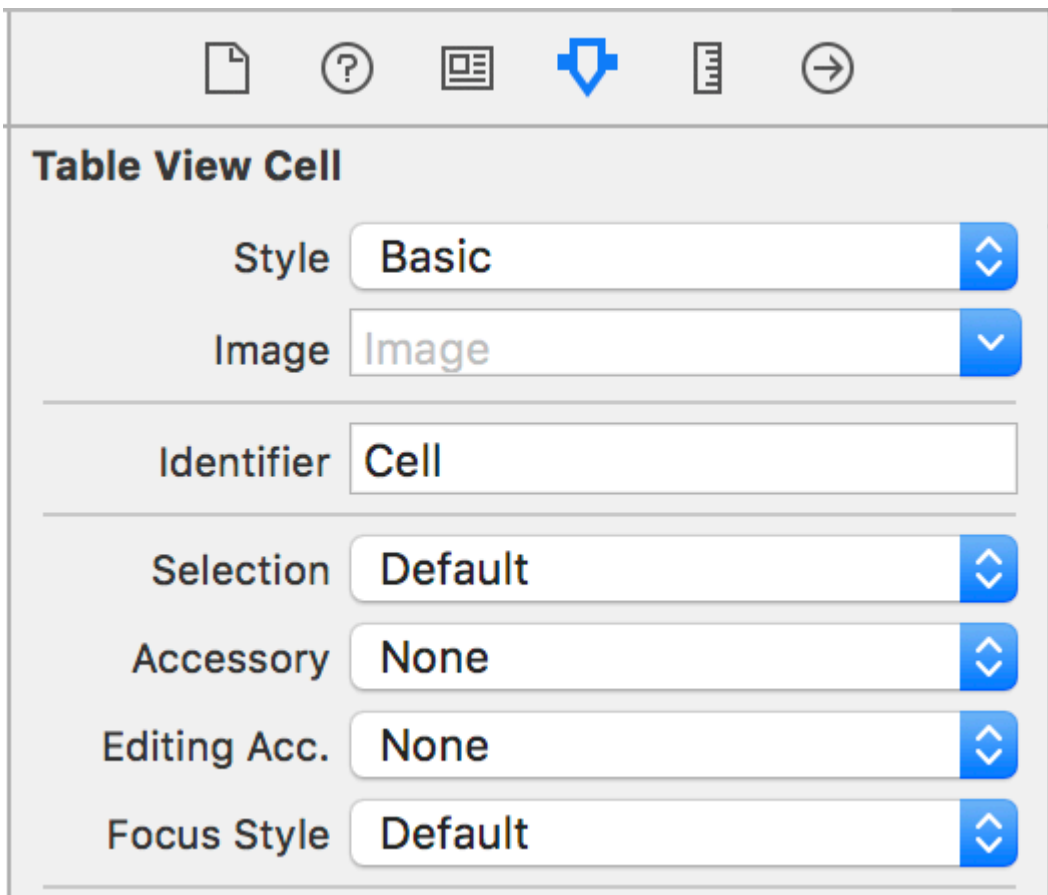 Table View Cell
Style Basic
Image Image
Identifier Cell
Selection Default
Accessory None
Editing Acc. None
Focus Style Default